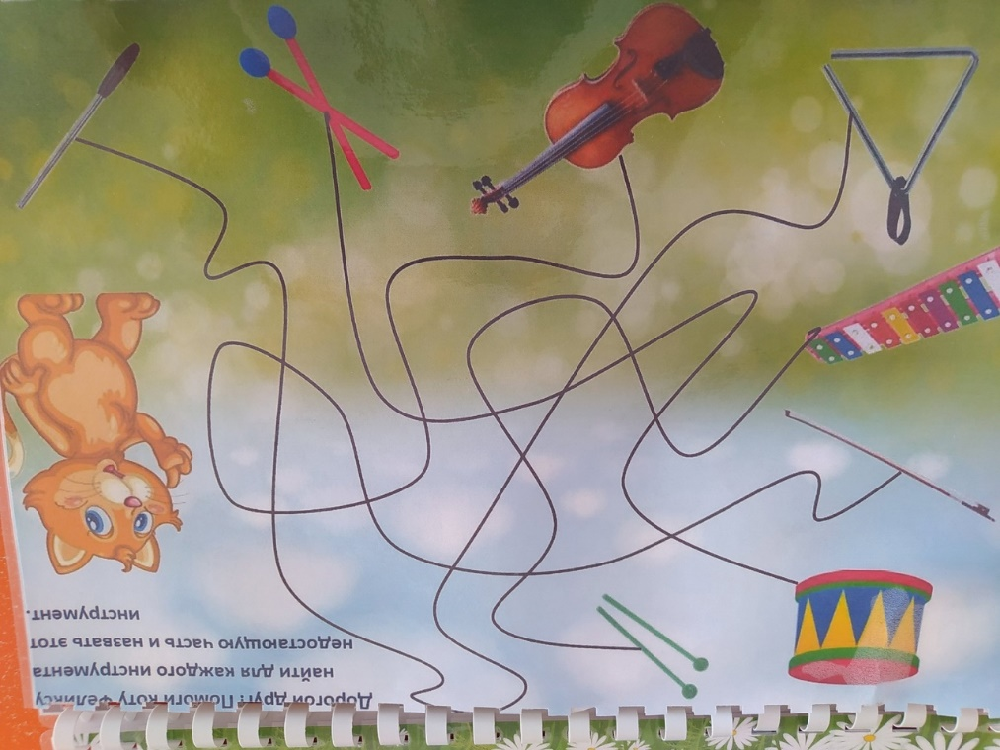 Дорогой друг! Помоги коту Феликсу
найти для каждого инструмента
недостающую часть и назвать этот
инструмент.